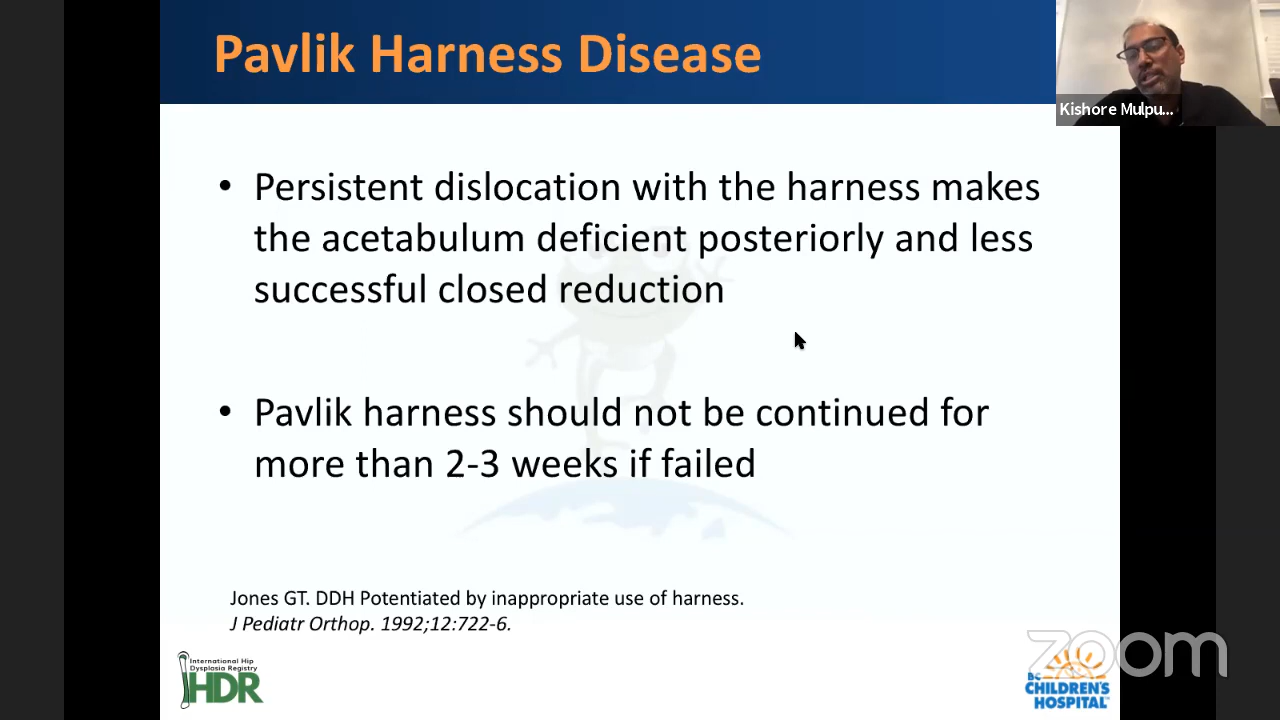 Pavlik Harness Disease
Kishore Mulpu...
• Persistent dislocation with the harness makes
the acetabulum deficient posteriorly and less
successful closed reduction
• Pavlik harness should not be continued for
more than 2-3 weeks if failed
Jones GT. DDH Potentiated by inappropriate use of harness.
J Pediatr Orthop. 1992;12:722-6.
International Hip
Dysplasia Registry
IHDR
zoom
BC
CHILDREN'S
HOSPITAL